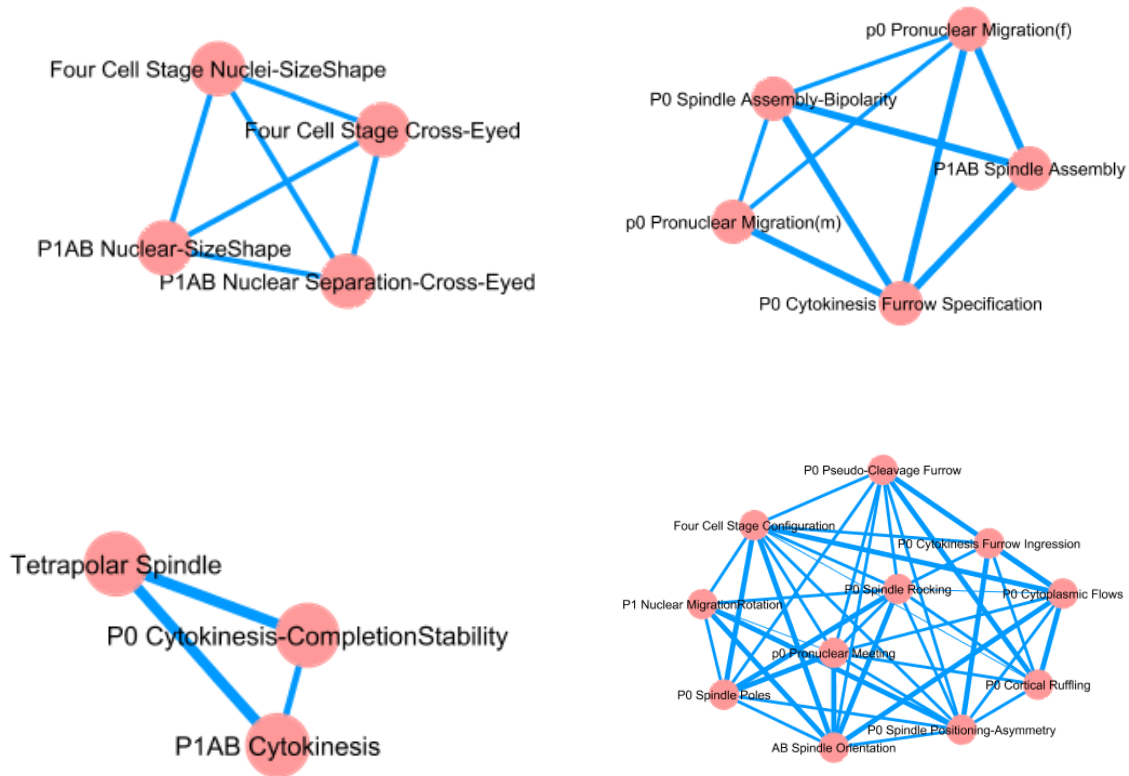 Four Cell Stage Nuclei-SizeShape
Four Cell Stage Cross-Eyed
P1AB Nuclear-SizeShape
P1AB Nuclear Separation-Cross-Eyed
p0 Pronuclear Migration(f)
P0 Spindle Assembly-Bipolarity
P1AB Spindle Assembly
p0 Pronuclear Migration(m)
P0 Cytokinesis Furrow Specification
Tetrapolar Spindle
P0 Cytokinesis-CompletionStability
P1AB Cytokinesis
P0 Pseudo-Cleavage Furrow
Four Cell Stage Configuration
P0 Cytokinesis Furrow Ingression
P0 Spindle Rocking
P0 Cytoplasmic Flows
P1 Nuclear MigrationRotation
p0 Pronuclear Meeting
P0 Cortical Ruffling
P0 Spindle Poles
P0 Spindle Positioning-Asymmetry
AB Spindle Orientation